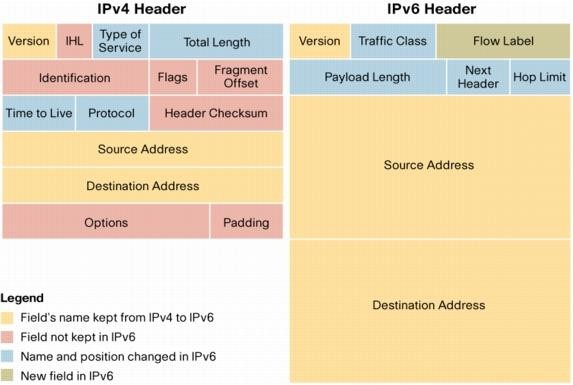 IPv4 Header
Version
IHL
Type of
Service
Total Length
Identification
Flags
Fragment
Offset
Time to Live
Protocol
Header Checksum
Source Address
Destination Address
Options
Padding
IPv6 Header
Version
Traffic Class
Flow Label
Payload Length
Next
Header
Hop Limit
Source Address
Destination Address
Legend
Field's name kept from IPv4 to IPv6
Field not kept in IPv6
Name and position changed in IPv6
New field in IPv6